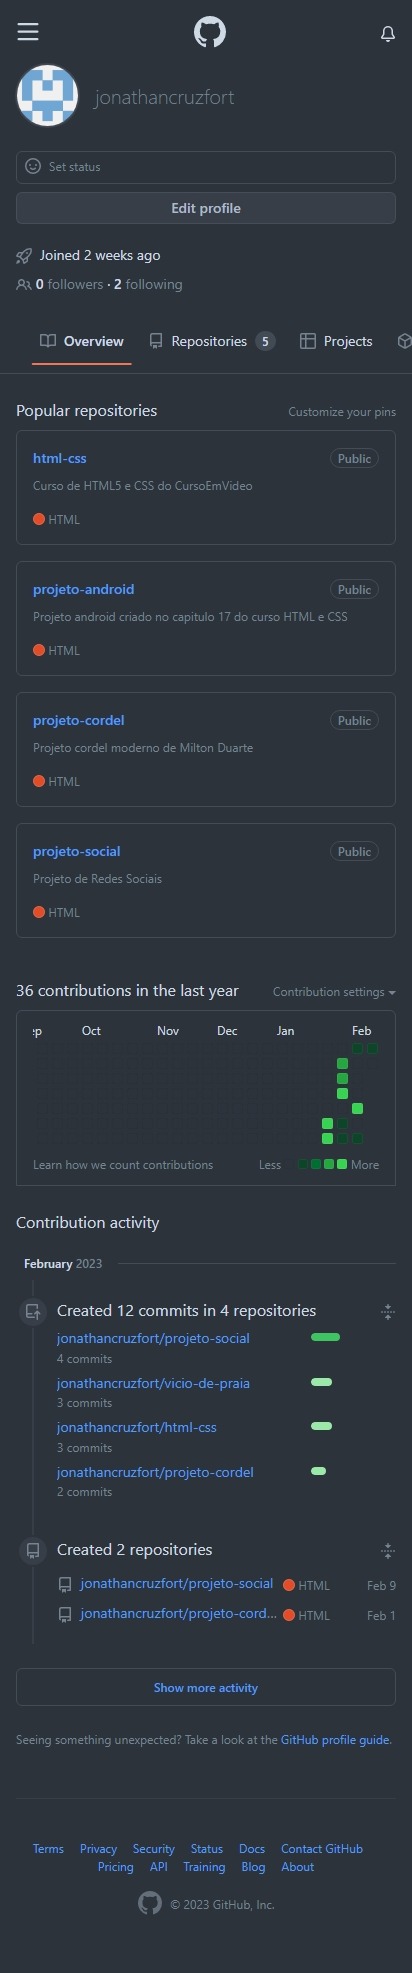 jonathancruzfort
Set status
Edit profile
Joined 2 weeks ago
0 followers · 2 following
Overview Repositories 5 Projects
Popular repositories Customize your pins
html-css Public
Curso de HTML5 e CSS do CursoEmVideo
HTML
projeto-android Public
Projeto android criado no capitulo 17 do curso HTML e CSS
HTML
projeto-cordel Public
Projeto cordel moderno de Milton Duarte
HTML
projeto-social Public
Projeto de Redes Sociais
HTML
36 contributions in the last year Contribution settings
ep Oct Nov Dec Jan Feb
Learn how we count contributions Less More
Contribution activity
February 2023
Created 12 commits in 4 repositories
jonathancruzfort/projeto-social
4 commits
jonathancruzfort/vicio-de-praia
3 commits
jonathancruzfort/html-css
3 commits
jonathancruzfort/projeto-cordel
2 commits
Created 2 repositories
jonathancruzfort/projeto-social HTML Feb 9
jonathancruzfort/projeto-cord... HTML Feb 1
Show more activity
Seeing something unexpected? Take a look at the GitHub profile guide.
Terms Privacy Security Status Docs Contact GitHub
Pricing API Training Blog About
© 2023 GitHub, Inc.